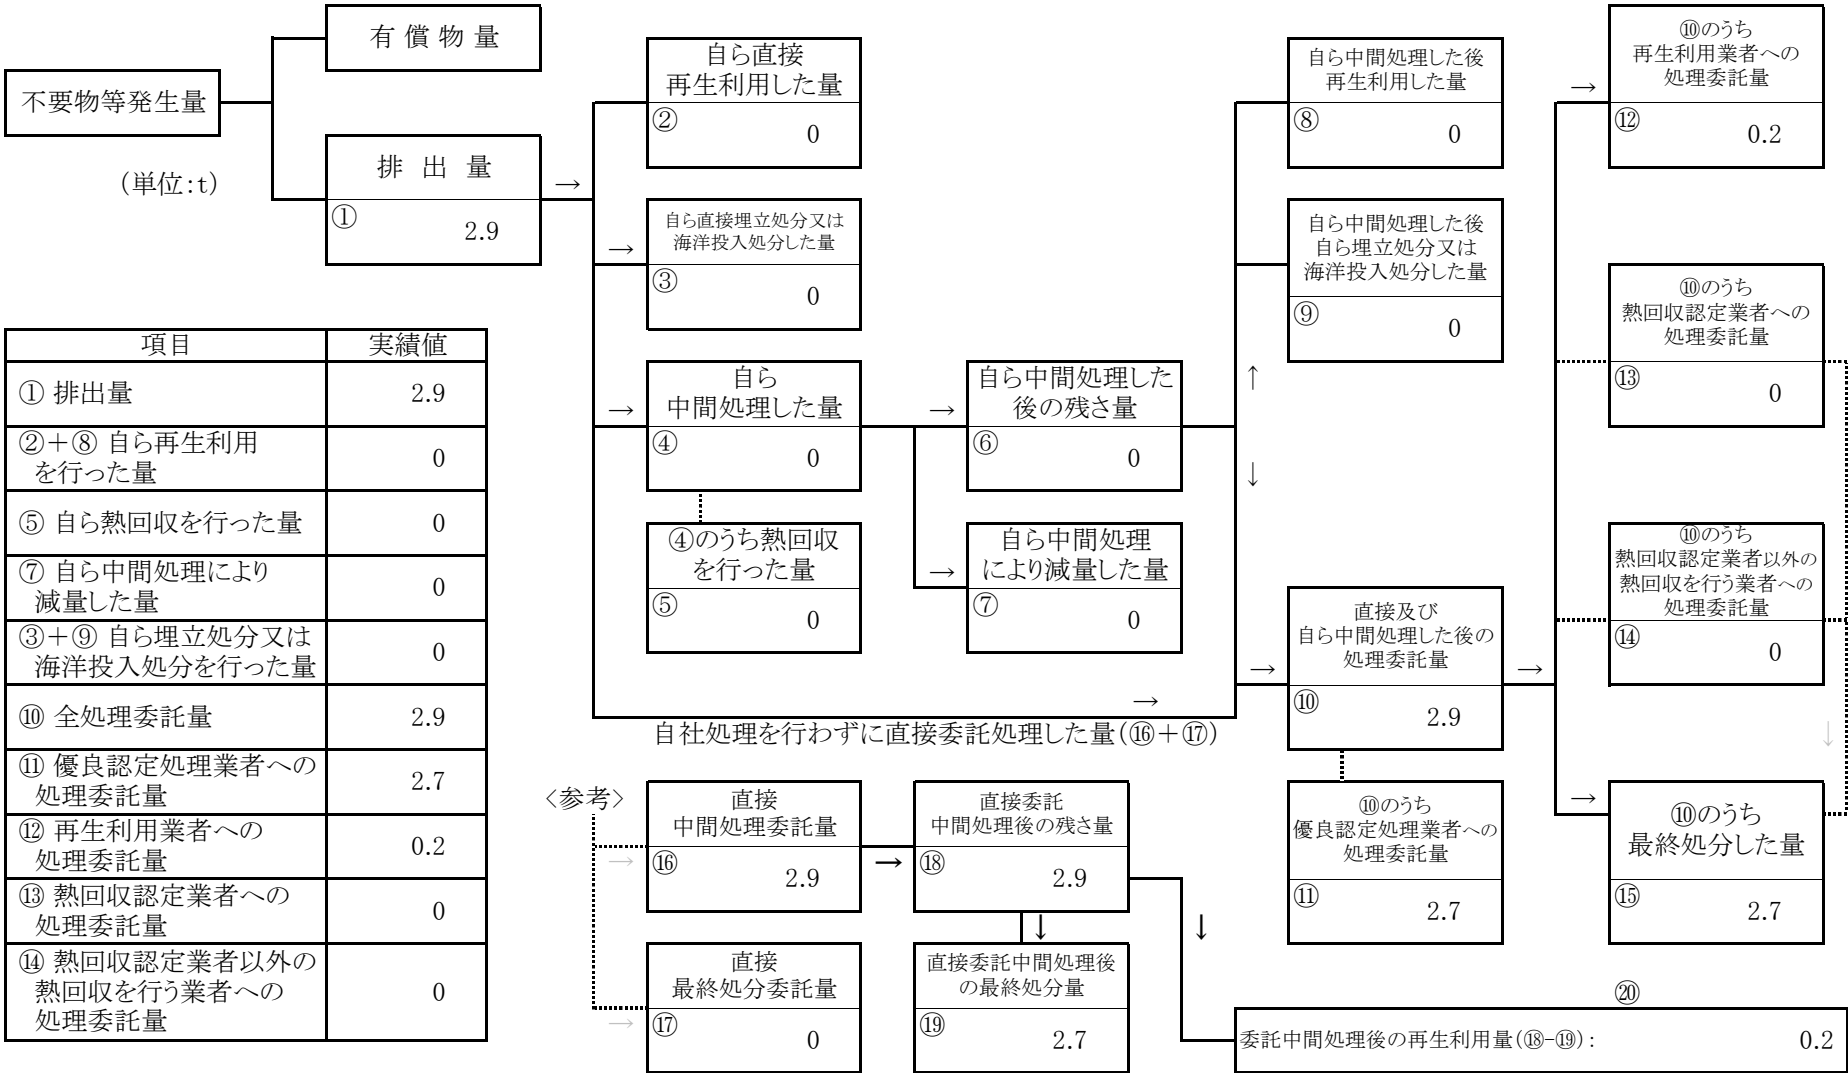 有 償 物 量
不要物等発生量
(単位:t)
排 出 量
①
2.9
→
自ら直接
再生利用した量
②
0
→
自ら直接埋立処分又は
海洋投入処分した量
③
0
→
自ら
中間処理した量
④
0
④のうち熱回収
を行った量
⑤
0
→
自ら中間処理した
後の残さ量
⑥
0
→
自ら中間処理
により減量した量
⑦
0
↑
↓
自ら中間処理した後
再生利用した量
⑧
0
自ら中間処理した後
自ら埋立処分又は
海洋投入処分した量
⑨
0
→
自社処理を行わずに直接委託処理した量(⑯+⑰)
→
直接及び
自ら中間処理した後の
処理委託量
⑩
2.9
→
⑩のうち
優良認定処理業者への
処理委託量
⑪
2.7
→
⑩のうち
再生利用業者への
処理委託量
⑫
0.2
⑩のうち
熱回収認定業者への
処理委託量
⑬
0
⑩のうち
熱回収認定業者以外の
熱回収を行う業者への
処理委託量
⑭
0
↓
→
⑩のうち
最終処分した量
⑮
2.7
項目 実績値
① 排出量 2.9
②+⑧ 自ら再生利用
を行った量 0
⑤ 自ら熱回収を行った量 0
⑦ 自ら中間処理により
減量した量 0
③+⑨ 自ら埋立処分又は
海洋投入処分を行った量 0
⑩ 全処理委託量 2.9
⑪ 優良認定処理業者への
処理委託量 2.7
⑫ 再生利用業者への
処理委託量 0.2
⑬ 熱回収認定業者への
処理委託量 0
⑭ 熱回収認定業者以外の
熱回収を行う業者への
処理委託量 0
〈参考〉
→
直接
中間処理委託量
⑯
2.9
→
直接委託
中間処理後の残さ量
⑱
2.9
↓
↓
→
直接
最終処分委託量
⑰
0
直接委託中間処理後
の最終処分量
⑲
2.7
⑳
委託中間処理後の再生利用量(⑱-⑲): 0.2